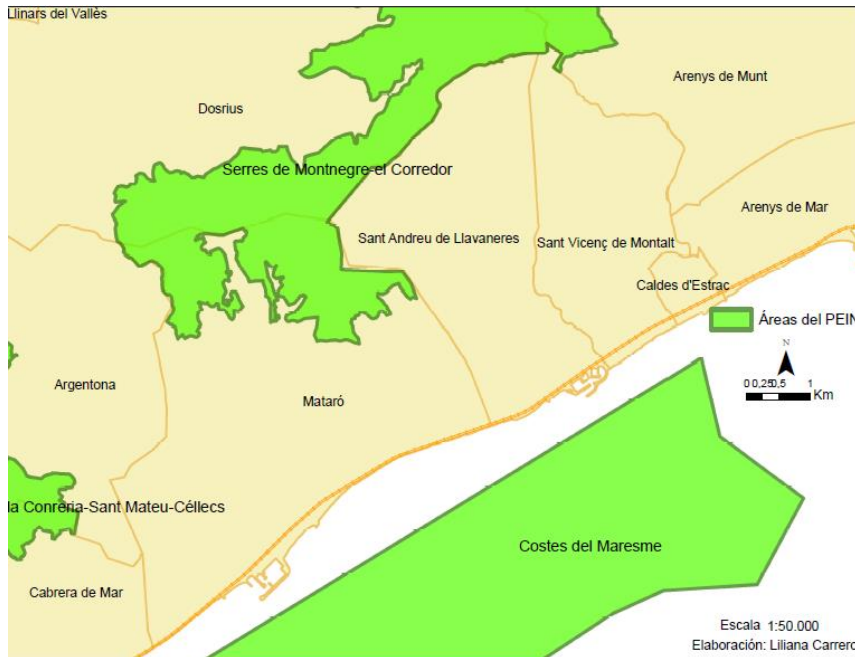 Llinars del Vallès
Arenys de Munt
Dosrius
Serres de Montnegre-el Corredor
Arenys de Mar
Sant Andreu de Llavaneres
Sant Vicenç de Montalt
Caldes d'Estrac
Áreas del PEIN
N
Argentona
0 0,25 0,5 1
Km
Mataró
la Conreria-Sant Mateu-Céllecs
Costes del Maresme
Cabrera de Mar
Escala 1:50.000
Elaboración: Liliana Carrero